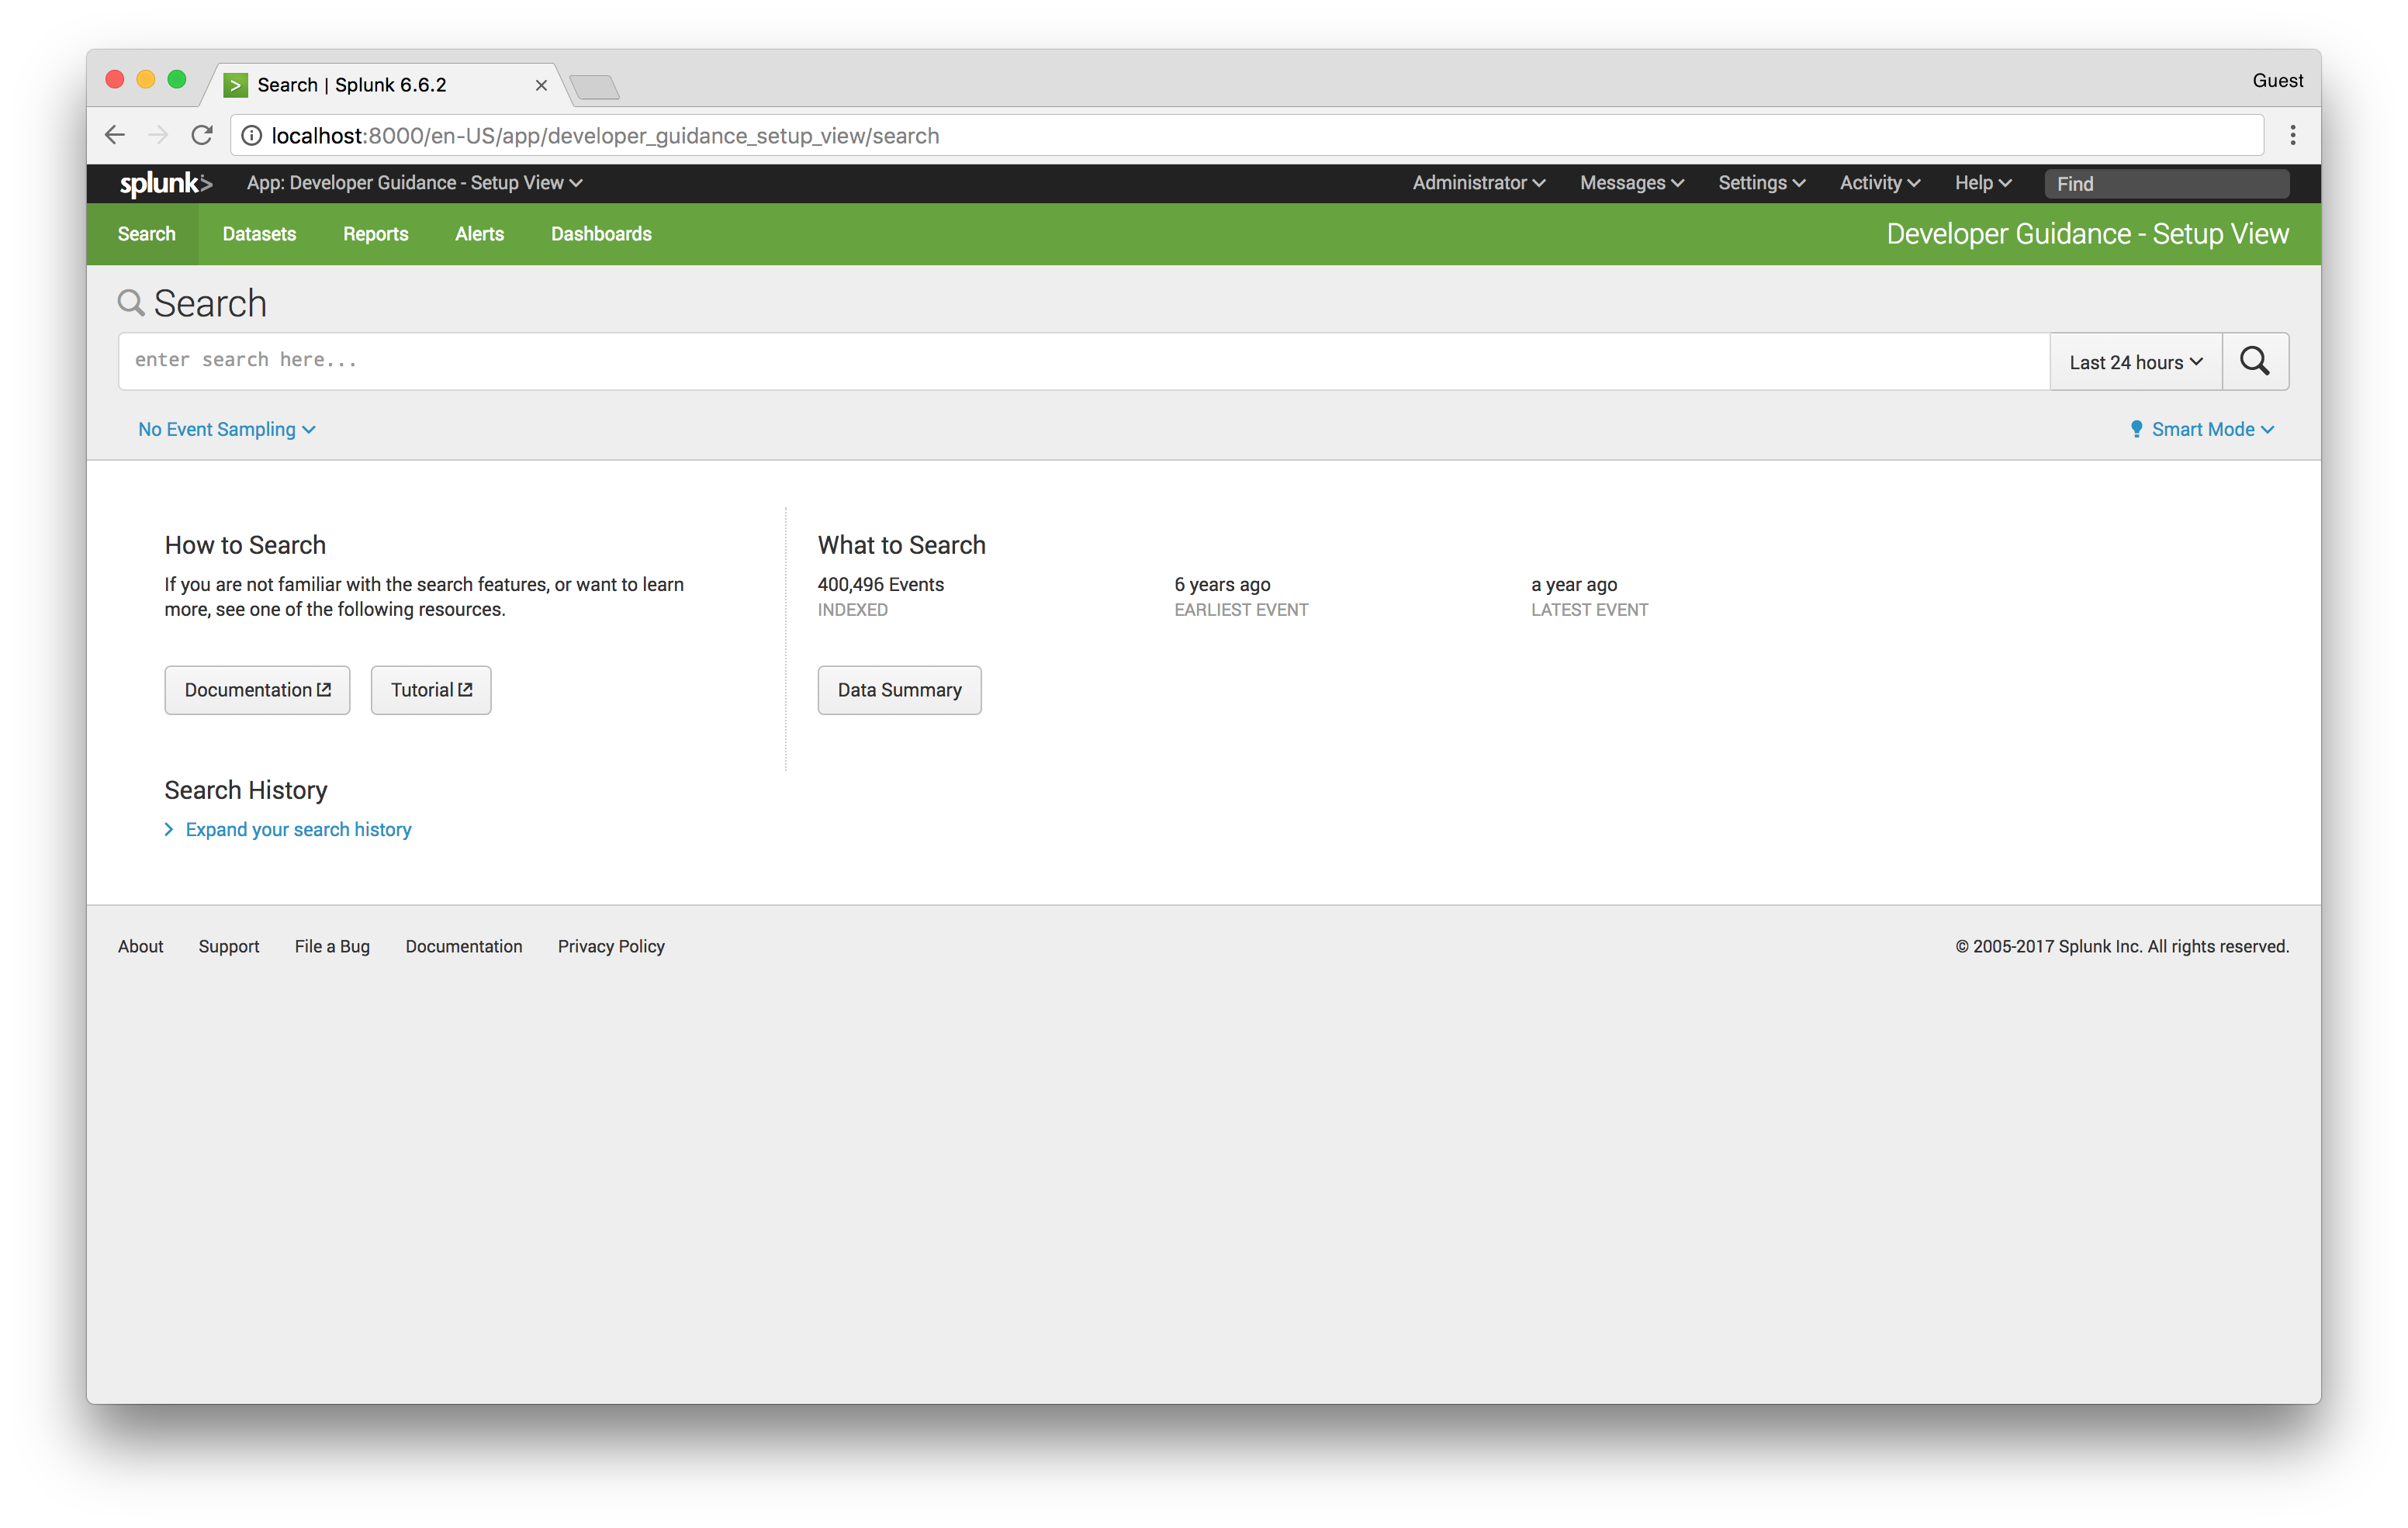 Search | Splunk 6.6.2
Guest
localhost:8000/en-US/app/developer_guidance_setup_view/search
splunk> App: Developer Guidance - Setup View Administrator Messages Settings Activity Help Find
Search Datasets Reports Alerts Dashboards Developer Guidance - Setup View
Search
enter search here... Last 24 hours
No Event Sampling Smart Mode
How to Search
If you are not familiar with the search features, or want to learn
more, see one of the following resources.
Documentation Tutorial
What to Search
400,496 Events 6 years ago a year ago
INDEXED EARLIEST EVENT LATEST EVENT
Data Summary
Search History
Expand your search history
About Support File a Bug Documentation Privacy Policy © 2005-2017 Splunk Inc. All rights reserved.